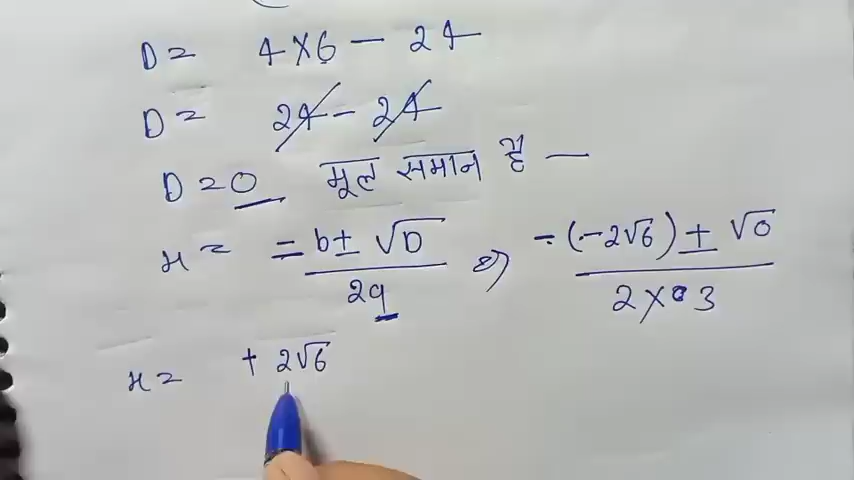 D = 4×6 - 24
D = 24 - 24
D = 0 मूल समान है -
x = = b ± √D / 2a ⇒ - (-2√6) ± √0 / 2×3
x = + 2√6